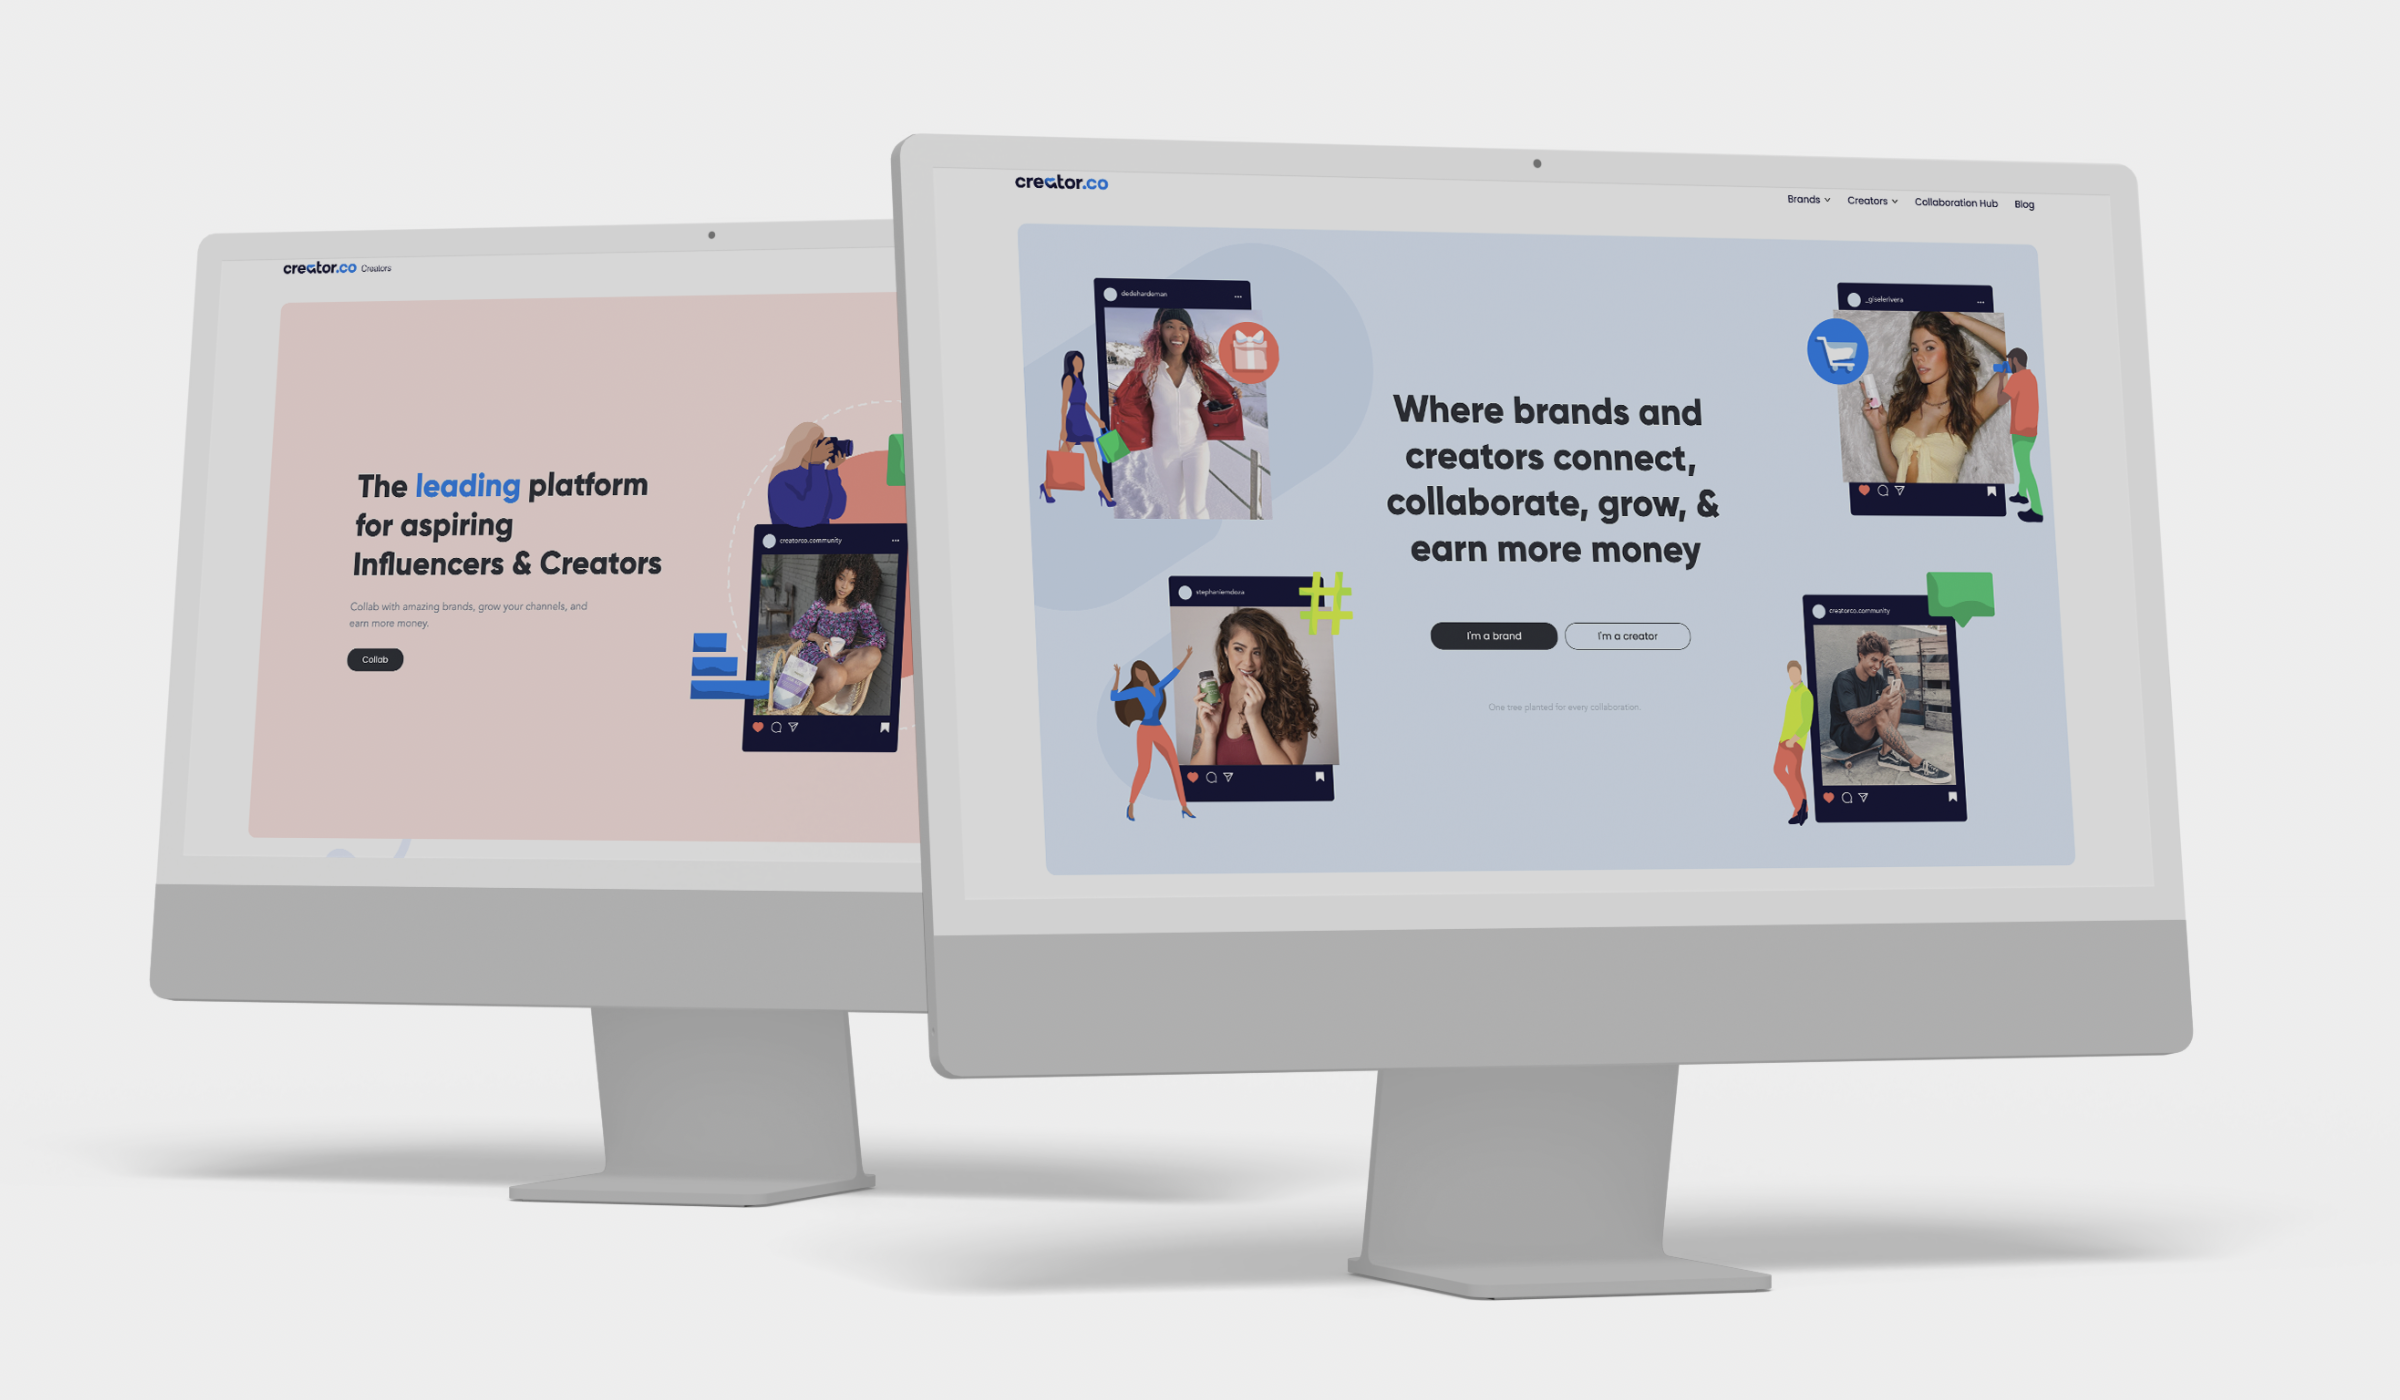 creator.co Creators
The leading platform
for aspiring
Influencers & Creators
Collab with amazing brands, grow your channels, and
earn more money.
Collab
creatorco.community
creator.co
Brands
Creators
Collaboration Hub
Blog
dedehardeman
_giselerivera
Where brands and
creators connect,
collaborate, grow, &
earn more money
I'm a brand
I'm a creator
One tree planted for every collaboration.
#
creatorco.community